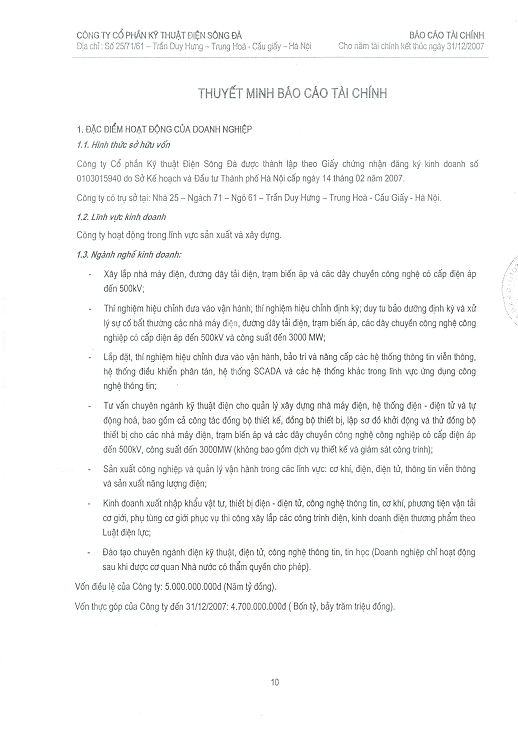 CÔNG TY CỔ PHẦN KỸ THUẬT ĐIỆN SÔNG ĐÀ
BÁO CÁO TÀI CHÍNH
Địa chỉ : Số 25/71/61 – Trần Duy Hưng – Trung Hoà - Cầu giấy – Hà Nội
Cho năm tài chính kết thúc ngày 31/12/2007
THUYẾT MINH BÁO CÁO TÀI CHÍNH
1. ĐẶC ĐIỂM HOẠT ĐỘNG CỦA DOANH NGHIỆP
1.1. Hình thức sở hữu vốn
Công ty Cổ phần Kỹ thuật Điện Sông Đà được thành lập theo Giấy chứng nhận đăng ký kinh doanh số
0103015940 do Sở Kế hoạch và Đầu tư Thành phố Hà Nội cấp ngày 14 tháng 02 năm 2007.
Công ty có trụ sở tại: Nhà 25 – Ngách 71 – Ngõ 61 – Trần Duy Hưng – Trung Hoà - Cầu Giấy - Hà Nội.
1.2. Lĩnh vực kinh doanh
Công ty hoạt động trong lĩnh vực sản xuất và xây dựng.
1.3. Ngành nghề kinh doanh:
- Xây lắp nhà máy điện, đường dây tải điện, trạm biến áp và các dây chuyền công nghệ có cấp điện áp
đến 500kV;
- Thí nghiệm hiệu chỉnh đưa vào vận hành; thí nghiệm hiệu chỉnh định kỳ; duy tu bảo dưỡng định kỳ và xử
lý sự cố bất thường các nhà máy điện, đường dây tải điện, trạm biến áp, các dây chuyền công nghệ công
nghiệp có cấp điện áp đến 500kV và công suất đến 3000 MW;
- Lắp đặt, thí nghiệm hiệu chỉnh đưa vào vận hành, bảo trì và nâng cấp các hệ thống thông tin viễn thông,
hệ thống điều khiển phân tán, hệ thống SCADA và các hệ thống khác trong lĩnh vực ứng dụng công
nghệ thông tin;
- Tư vấn chuyên ngành kỹ thuật điện cho quản lý xây dựng nhà máy điện, hệ thống điện - điện tử và tự
động hoá, bao gồm cả công tác đồng bộ thiết kế, đồng bộ thiết bị, lập sơ đồ khởi động và thử đồng bộ
thiết bị cho các nhà máy điện, trạm biến áp và các dây chuyền công nghệ công nghiệp có cấp điện áp
đến 500kV, công suất đến 3000MW (không bao gồm dịch vụ thiết kế và giám sát công trình);
- Sản xuất công nghiệp và quản lý vận hành trong các lĩnh vực: cơ khí, điện, điện tử, thông tin viễn thông
và sản xuất năng lượng điện;
- Kinh doanh xuất nhập khẩu vật tư, thiết bị điện - điện tử, công nghệ thông tin, cơ khí, phương tiện vận tải
cơ giới, phụ tùng cơ giới phục vụ thi công xây lắp các công trình điện, kinh doanh điện thương phẩm theo
Luật điện lực;
- Đào tạo chuyên ngành điện kỹ thuật, điện tử, công nghệ thông tin, tin học (Doanh nghiệp chỉ hoạt động
sau khi được cơ quan Nhà nước có thẩm quyền cho phép).
Vốn điều lệ của Công ty: 5.000.000.000đ (Năm tỷ đồng).
Vốn thực góp của Công ty đến 31/12/2007: 4.700.000.000đ ( Bốn tỷ, bảy trăm triệu đồng).
10